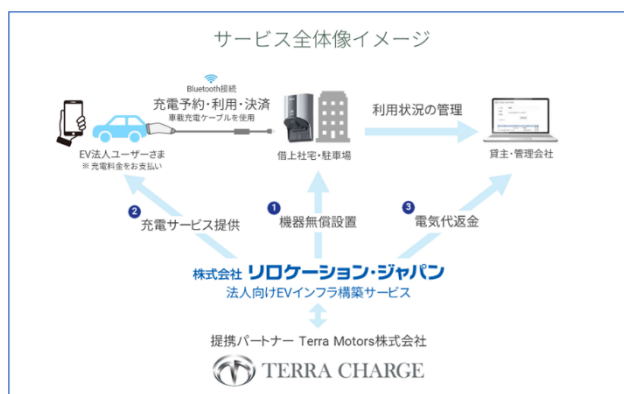 サービス全体像イメージ
Bluetooth接続
充電予約・利用・決済
車載充電ケーブルを使用
利用状況の管理
EV法人ユーザーさま
※充電料金をお支払い
借上社宅・駐車場
貸主・管理会社
2 充電サービス提供
1 機器無償設置
3 電気代返金
株式会社 リロケーション・ジャパン
法人向けEVインフラ構築サービス
提携パートナー Terra Motors株式会社
TERRA CHARGE